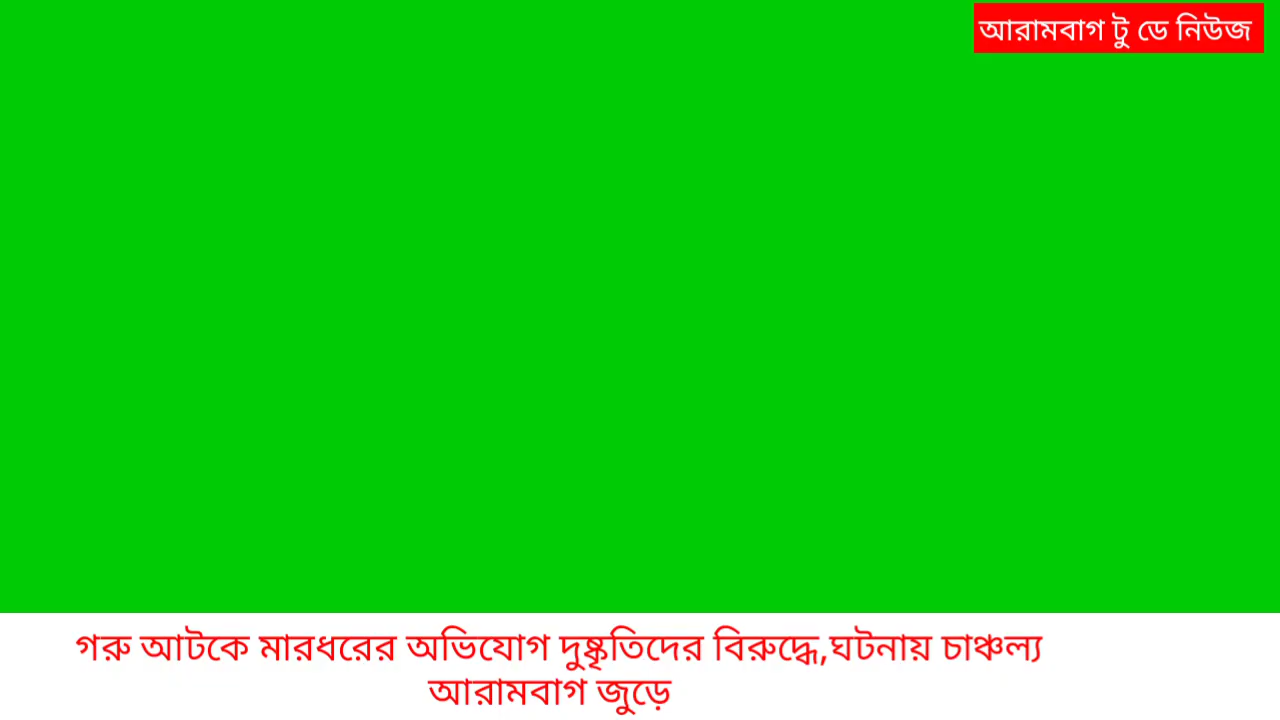 আরামবাগ টু ডে নিউজ
গরু আটকে মারধরের অভিযোগ দুষ্কৃতিদের বিরুদ্ধে,ঘটনায় চাঞ্চল্য
আরামবাগ জুড়ে